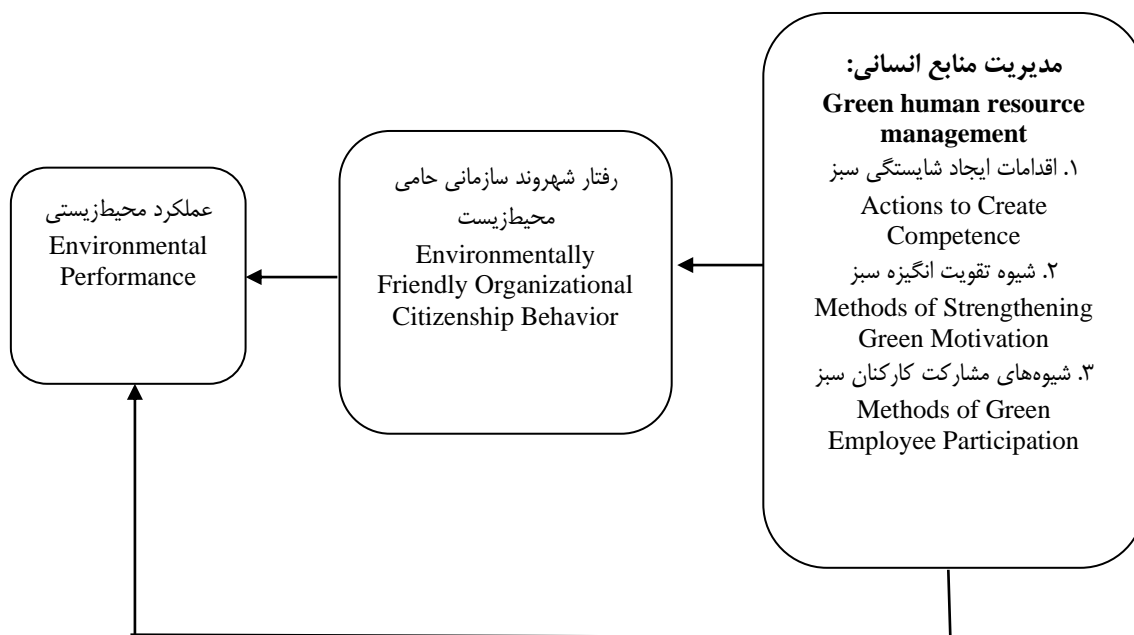 مدیریت منابع انسانی:
Green human resource
management
۱. اقدامات ایجاد شایستگی سبز
Actions to Create
Competence
۲. شیوه تقویت انگیزه سبز
Methods of Strengthening
Green Motivation
۳. شیوه‌های مشارکت کارکنان سبز
Methods of Green
Employee Participation
رفتار شهروند سازمانی حامی
محیط‌زیست
Environmentally
Friendly Organizational
Citizenship Behavior
عملکرد محیط‌زیستی
Environmental
Performance